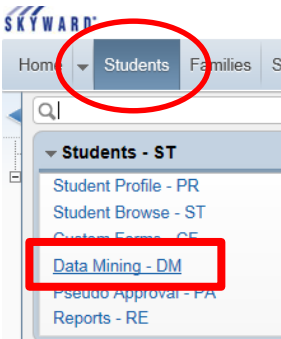 SKYWARD
Home Students Families S
Students - ST
Student Profile - PR
Student Browse - ST
Custom Forms - CF
Data Mining - DM
Pseudo Approval - PA
Reports - RE